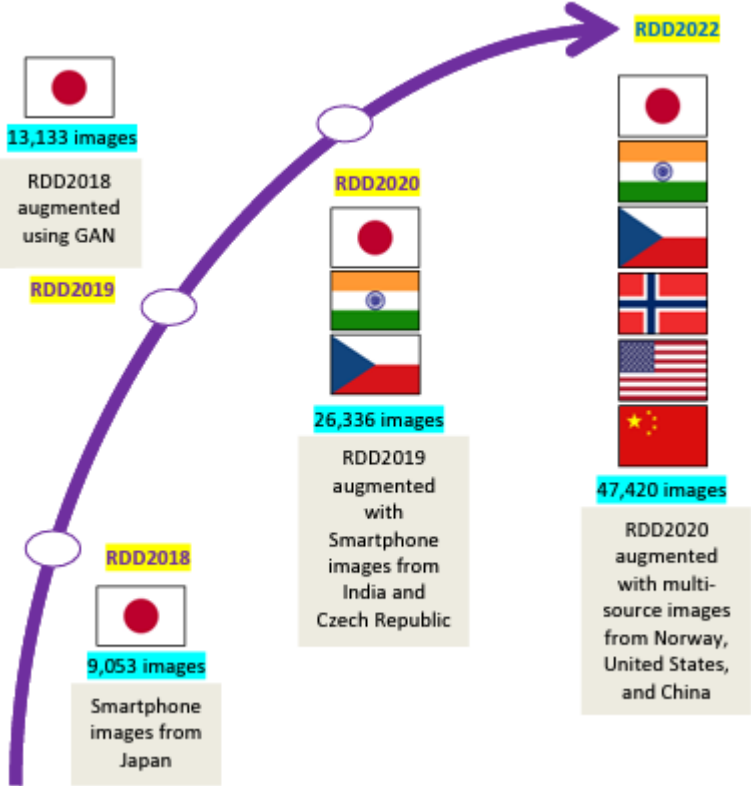 RDD2022
13,133 images
RDD2018
augmented
using GAN
RDD2019
RDD2020
26,336 images
RDD2019
augmented
with
Smartphone
images from
India and
Czech Republic
47,420 images
RDD2020
augmented
with multi-
source images
from Norway,
United States,
and China
RDD2018
9,053 images
Smartphone
images from
Japan